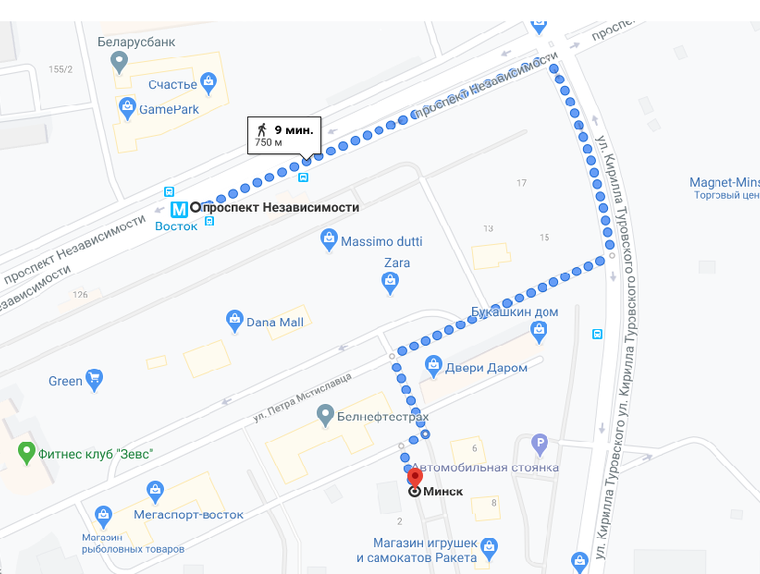 проспе
Беларусбанк
155/2
Счастье
GamePark
проспект Независимости
9 мин.
750 м
ул. Кирилла Туровского
17
Magnet-Mins
Торговый цен
M
проспект Независимости
Восток
проспект Независимости
езависимости
13
15
Massimo dutti
Zara
126
Dana Mall
Букашкин дом
Green
Двери Даром
ул. Петра Мстиславца
Белнефтестрах
ул. Кирилла Туровского
Фитнес клуб "Зевс"
P
6
Автомобильная стоянка
Минск
Мегаспорт-восток
8
2
Магазин
рыболовных товаров
Магазин игрушек
и самокатов Ракета
ул. Кирилла Туровского